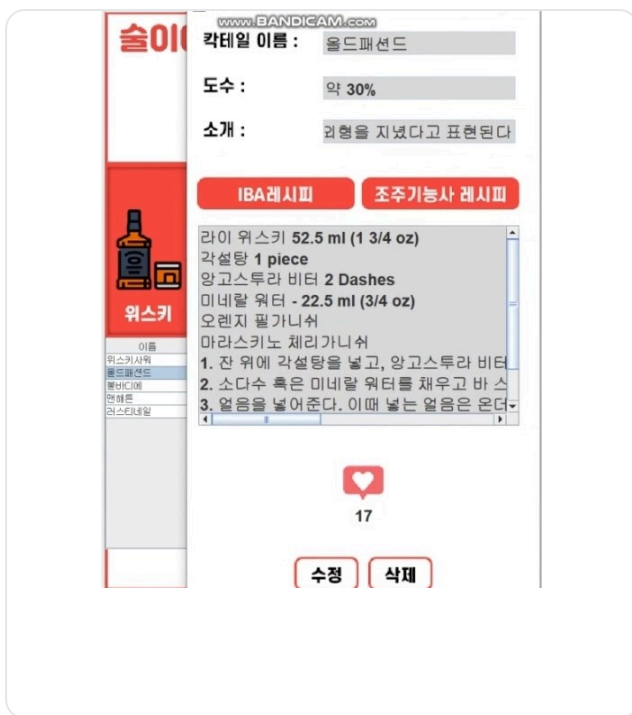 WWW.BANDICAM.COM
술이
칵테일 이름 :
올드패션드
도수 :
약 30%
소개 :
외형을 지녔다고 표현된다
IBA레시피
조주기능사 레시피
라이 위스키 52.5 ml (1 3/4 oz)
각설탕 1 piece
앙고스투라 비터 2 Dashes
미네랄 워터 - 22.5 ml (3/4 oz)
오렌지 필가니쉬
마라스키노 체리가니쉬
1. 잔 위에 각설탕을 넣고, 앙고스투라 비터
2. 소다수 혹은 미네랄 워터를 채우고 바 스
3. 얼음을 넣어준다. 이때 넣는 얼음은 온더
위스키
이름
위스키사워
올드패션드
맨해튼
러스티네일
17
수정
삭제